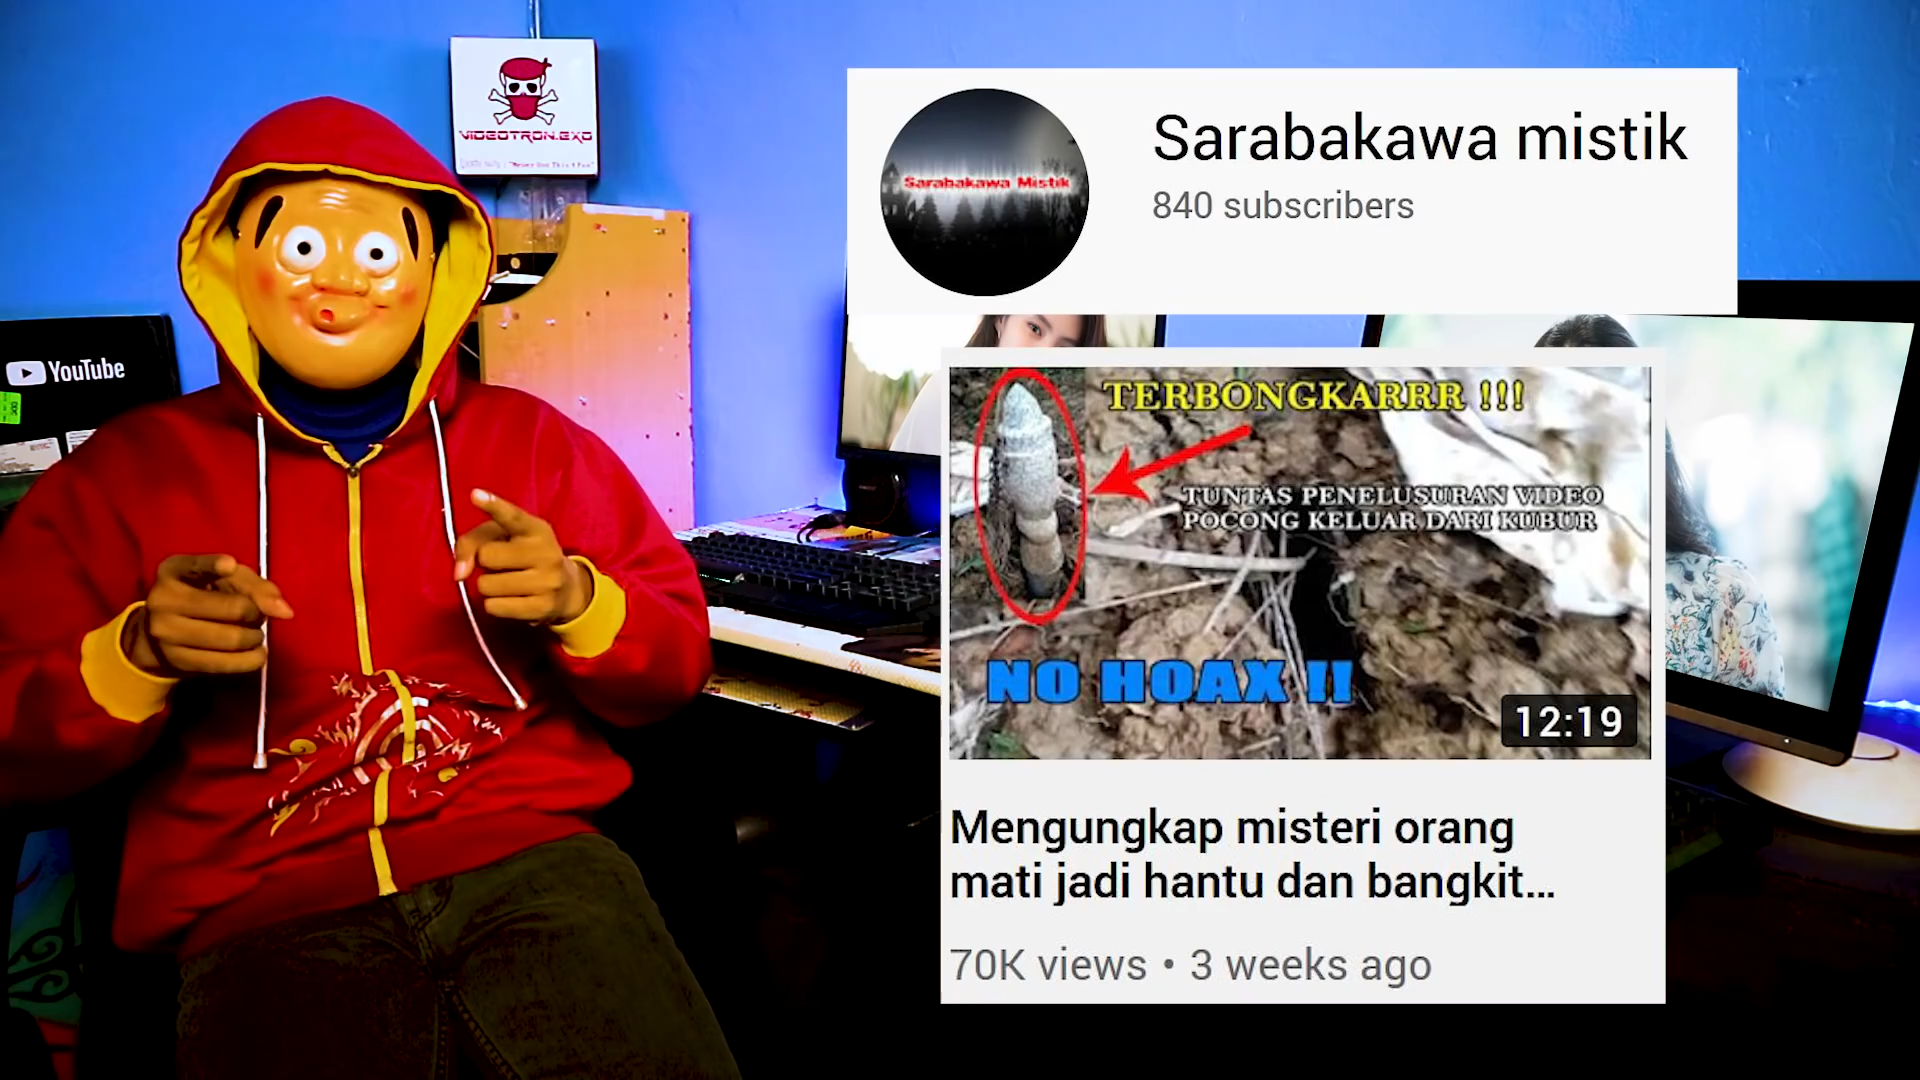 VIDEOTRON.EXO
YouTube
Sarabakawa Mistik
Sarabakawa mistik
840 subscribers
TERBONGKARRR !!!
TUNTAS PENELUSURAN VIDEO
POCONG KELUAR DARI KUBUR
NO HOAX !!
12:19
Mengungkap misteri orang
mati jadi hantu dan bangkit...
70K views • 3 weeks ago